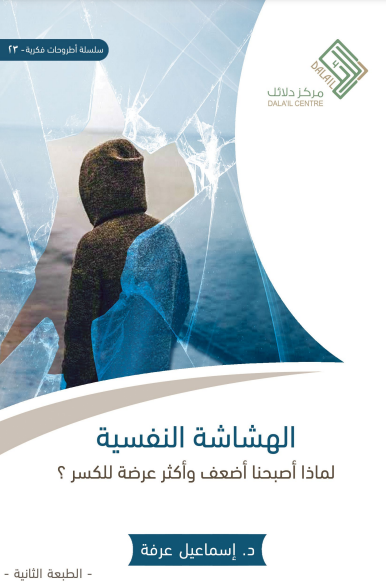 سلسلة أطروحات فكرية - ٢٣
DALA'IL
مركز دلائل
DALA'IL CENTRE
الهشاشة النفسية
لماذا أصبحنا أضعف وأكثر عرضة للكسر ؟
د. إسماعيل عرفة
- الطبعة الثانية -